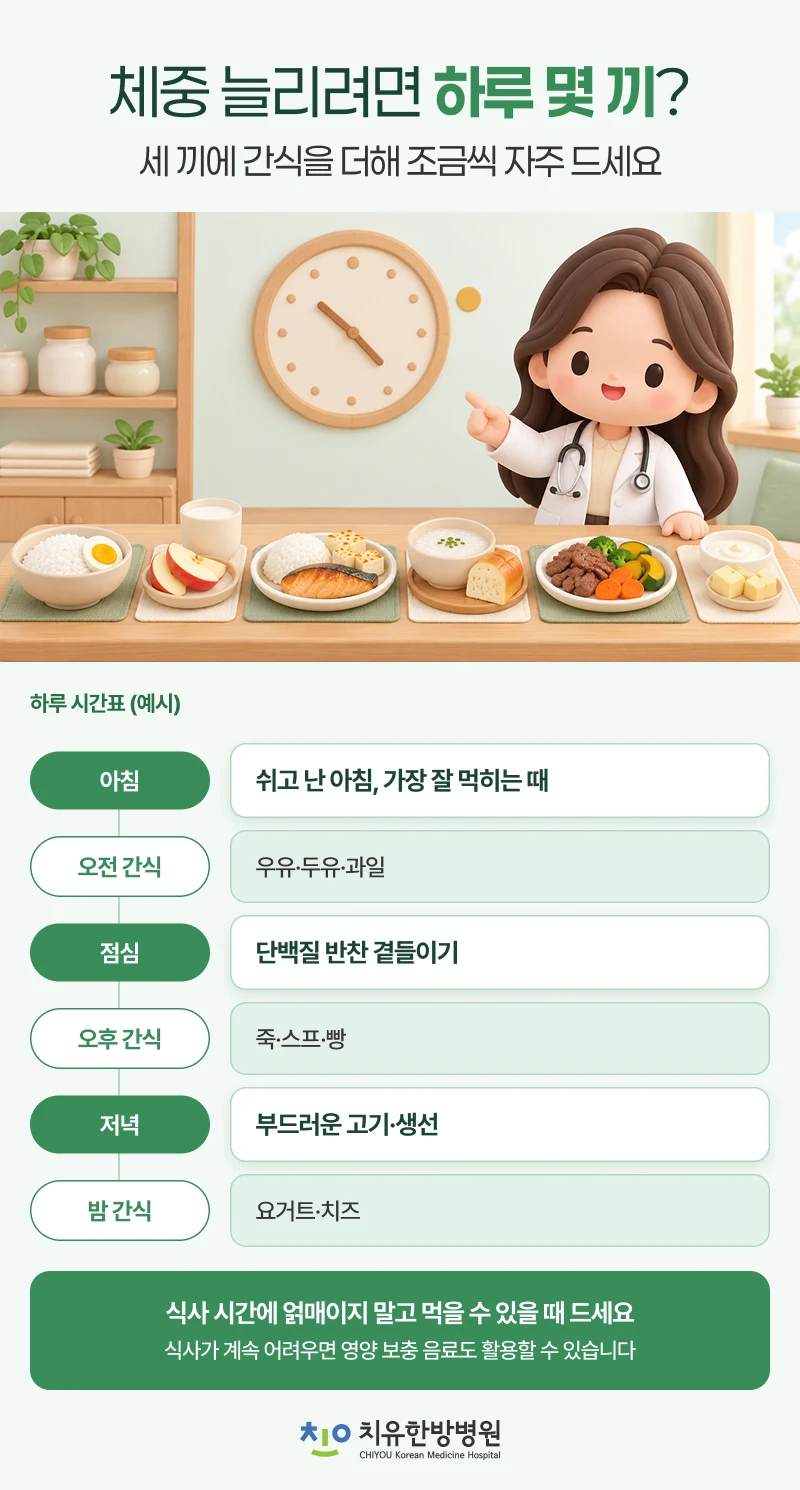 체중 늘리려면 하루 몇 끼?
세 끼에 간식을 더해 조금씩 자주 드세요
하루 시간표 (예시)
아침
쉬고 난 아침, 가장 잘 먹히는 때
오전 간식
우유·두유·과일
점심
단백질 반찬 곁들이기
오후 간식
죽·스프·빵
저녁
부드러운 고기·생선
밤 간식
요거트·치즈
식사 시간에 얽매이지 말고 먹을 수 있을 때 드세요
식사가 계속 어려우면 영양 보충 음료도 활용할 수 있습니다
치유한방병원
CHIYOU Korean Medicine Hospital